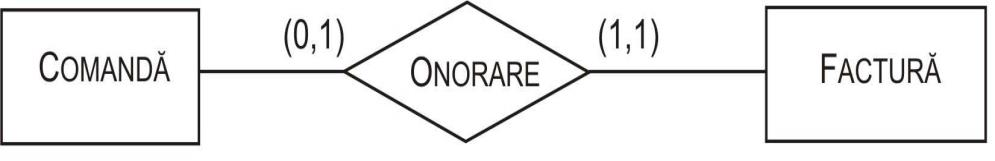 (0,1) (1,1)
COMANDĂ ONORARE FACTURĂ